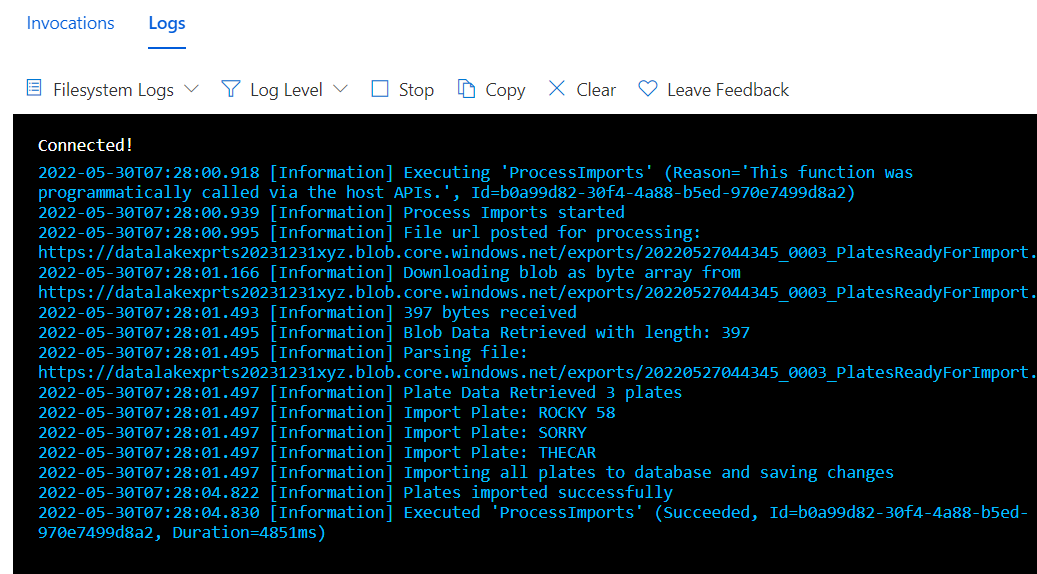 Invocations Logs
Filesystem Logs Log Level Stop Copy Clear Leave Feedback
Connected!
2022-05-30T07:28:00.918 [Information] Executing 'ProcessImports' (Reason='This function was
programmatically called via the host APIs.', Id=b0a99d82-30f4-4a88-b5ed-970e7499d8a2)
2022-05-30T07:28:00.939 [Information] Process Imports started
2022-05-30T07:28:00.995 [Information] File url posted for processing:
https://datalakexprts20231231xyz.blob.core.windows.net/exports/20220527044345_0003_PlatesReadyForImport.
2022-05-30T07:28:01.166 [Information] Downloading blob as byte array from
https://datalakexprts20231231xyz.blob.core.windows.net/exports/20220527044345_0003_PlatesReadyForImport.
2022-05-30T07:28:01.493 [Information] 397 bytes received
2022-05-30T07:28:01.495 [Information] Blob Data Retrieved with length: 397
2022-05-30T07:28:01.495 [Information] Parsing file:
https://datalakexprts20231231xyz.blob.core.windows.net/exports/20220527044345_0003_PlatesReadyForImport.
2022-05-30T07:28:01.497 [Information] Plate Data Retrieved 3 plates
2022-05-30T07:28:01.497 [Information] Import Plate: ROCKY 58
2022-05-30T07:28:01.497 [Information] Import Plate: SORRY
2022-05-30T07:28:01.497 [Information] Import Plate: THECAR
2022-05-30T07:28:01.497 [Information] Importing all plates to database and saving changes
2022-05-30T07:28:04.822 [Information] Plates imported successfully
2022-05-30T07:28:04.830 [Information] Executed 'ProcessImports' (Succeeded, Id=b0a99d82-30f4-4a88-b5ed-
970e7499d8a2, Duration=4851ms)